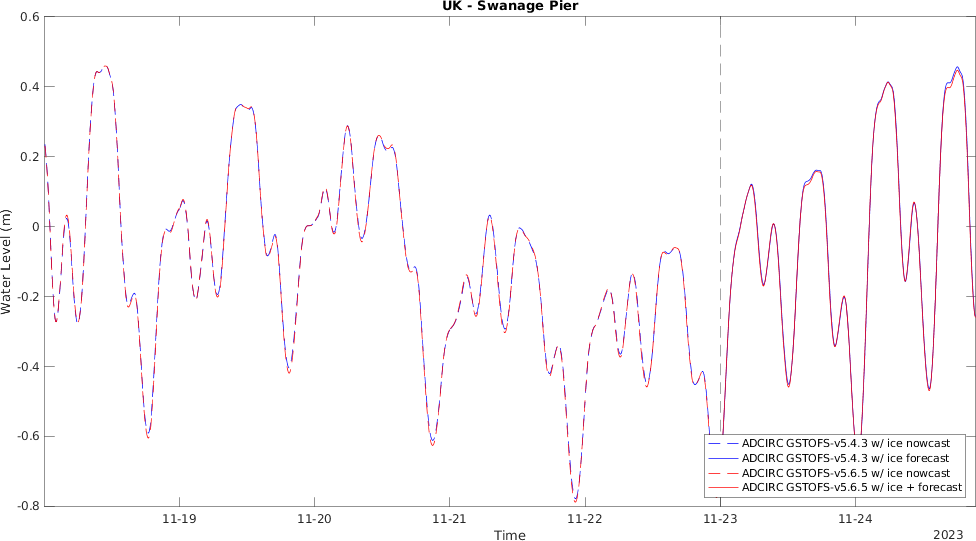 UK - Swanage Pier
0.6
0.4
0.2
0
-0.2
-0.4
-0.6
-0.8
Water Level (m)
ADCIRC GSTOFS-v5.4.3 w/ ice nowcast
ADCIRC GSTOFS-v5.4.3 w/ ice forecast
ADCIRC GSTOFS-v5.6.5 w/ ice nowcast
ADCIRC GSTOFS-v5.6.5 w/ ice + forecast
11-19 11-20 11-21 11-22 11-23 11-24
Time
2023